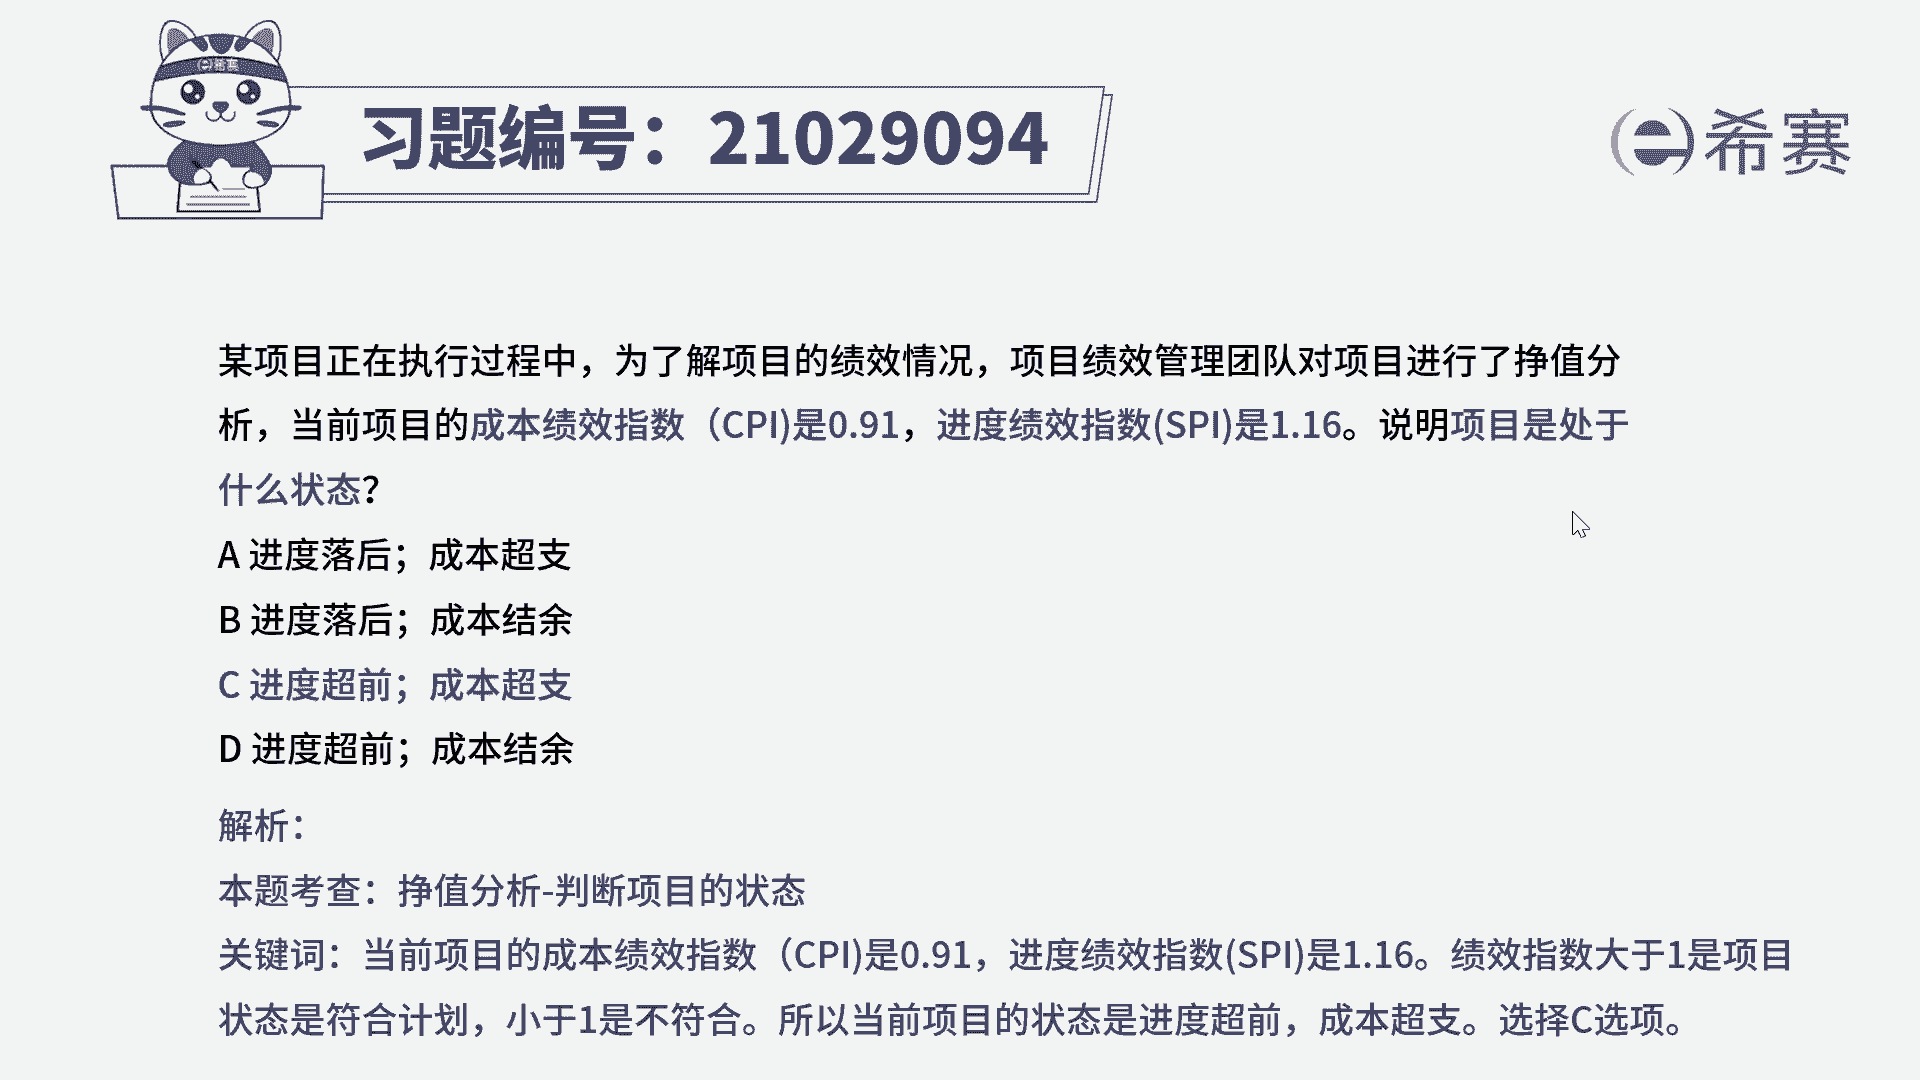 希赛
习题编号：21029094
希赛
某项目正在执行过程中，为了解项目的绩效情况，项目绩效管理团队对项目进行了挣值分
析，当前项目的成本绩效指数（CPI)是0.91，进度绩效指数(SPI)是1.16。说明项目是处于
什么状态？
A 进度落后；成本超支
B 进度落后；成本结余
C 进度超前；成本超支
D 进度超前；成本结余
解析：
本题考查：挣值分析-判断项目的状态
关键词：当前项目的成本绩效指数（CPI)是0.91，进度绩效指数(SPI)是1.16。绩效指数大于1是项目
状态是符合计划，小于1是不符合。所以当前项目的状态是进度超前，成本超支。选择C选项。